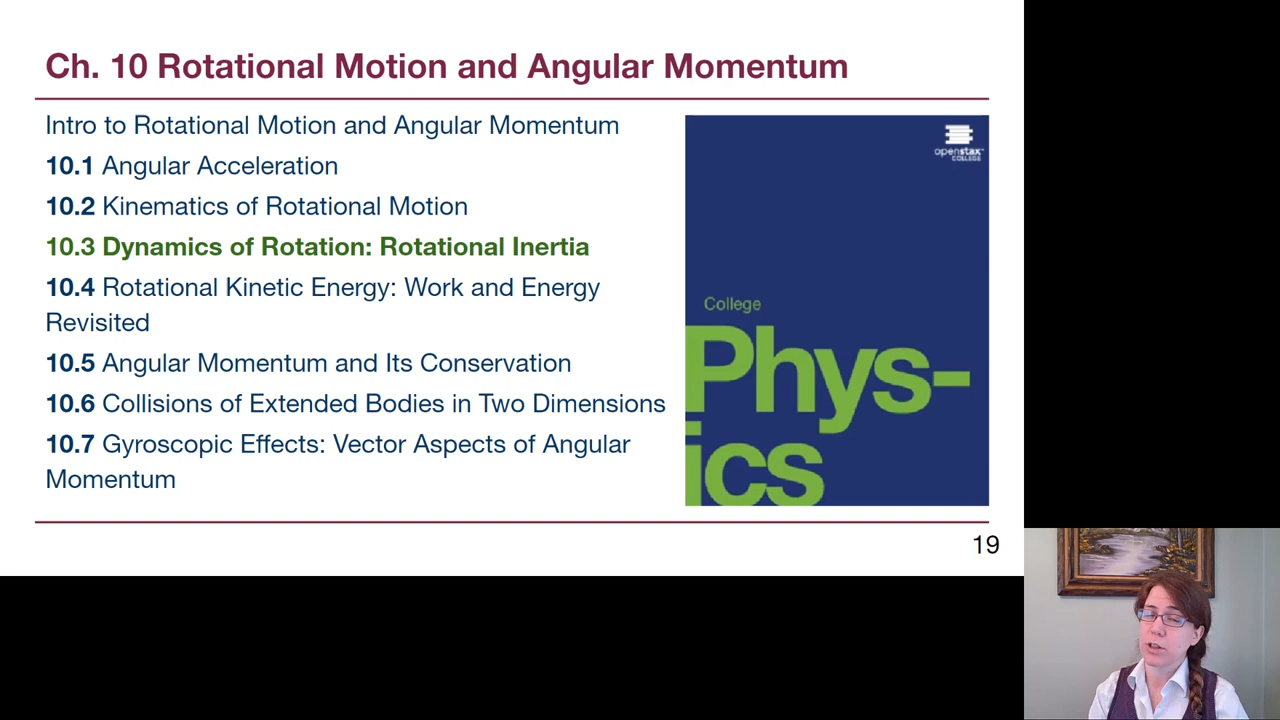 Ch. 10 Rotational Motion and Angular Momentum
Intro to Rotational Motion and Angular Momentum
10.1 Angular Acceleration
10.2 Kinematics of Rotational Motion
10.3 Dynamics of Rotation: Rotational Inertia
10.4 Rotational Kinetic Energy: Work and Energy
Revisited
10.5 Angular Momentum and Its Conservation
10.6 Collisions of Extended Bodies in Two Dimensions
10.7 Gyroscopic Effects: Vector Aspects of Angular
Momentum
openstax™
COLLEGE
College
Phys-
ics
19